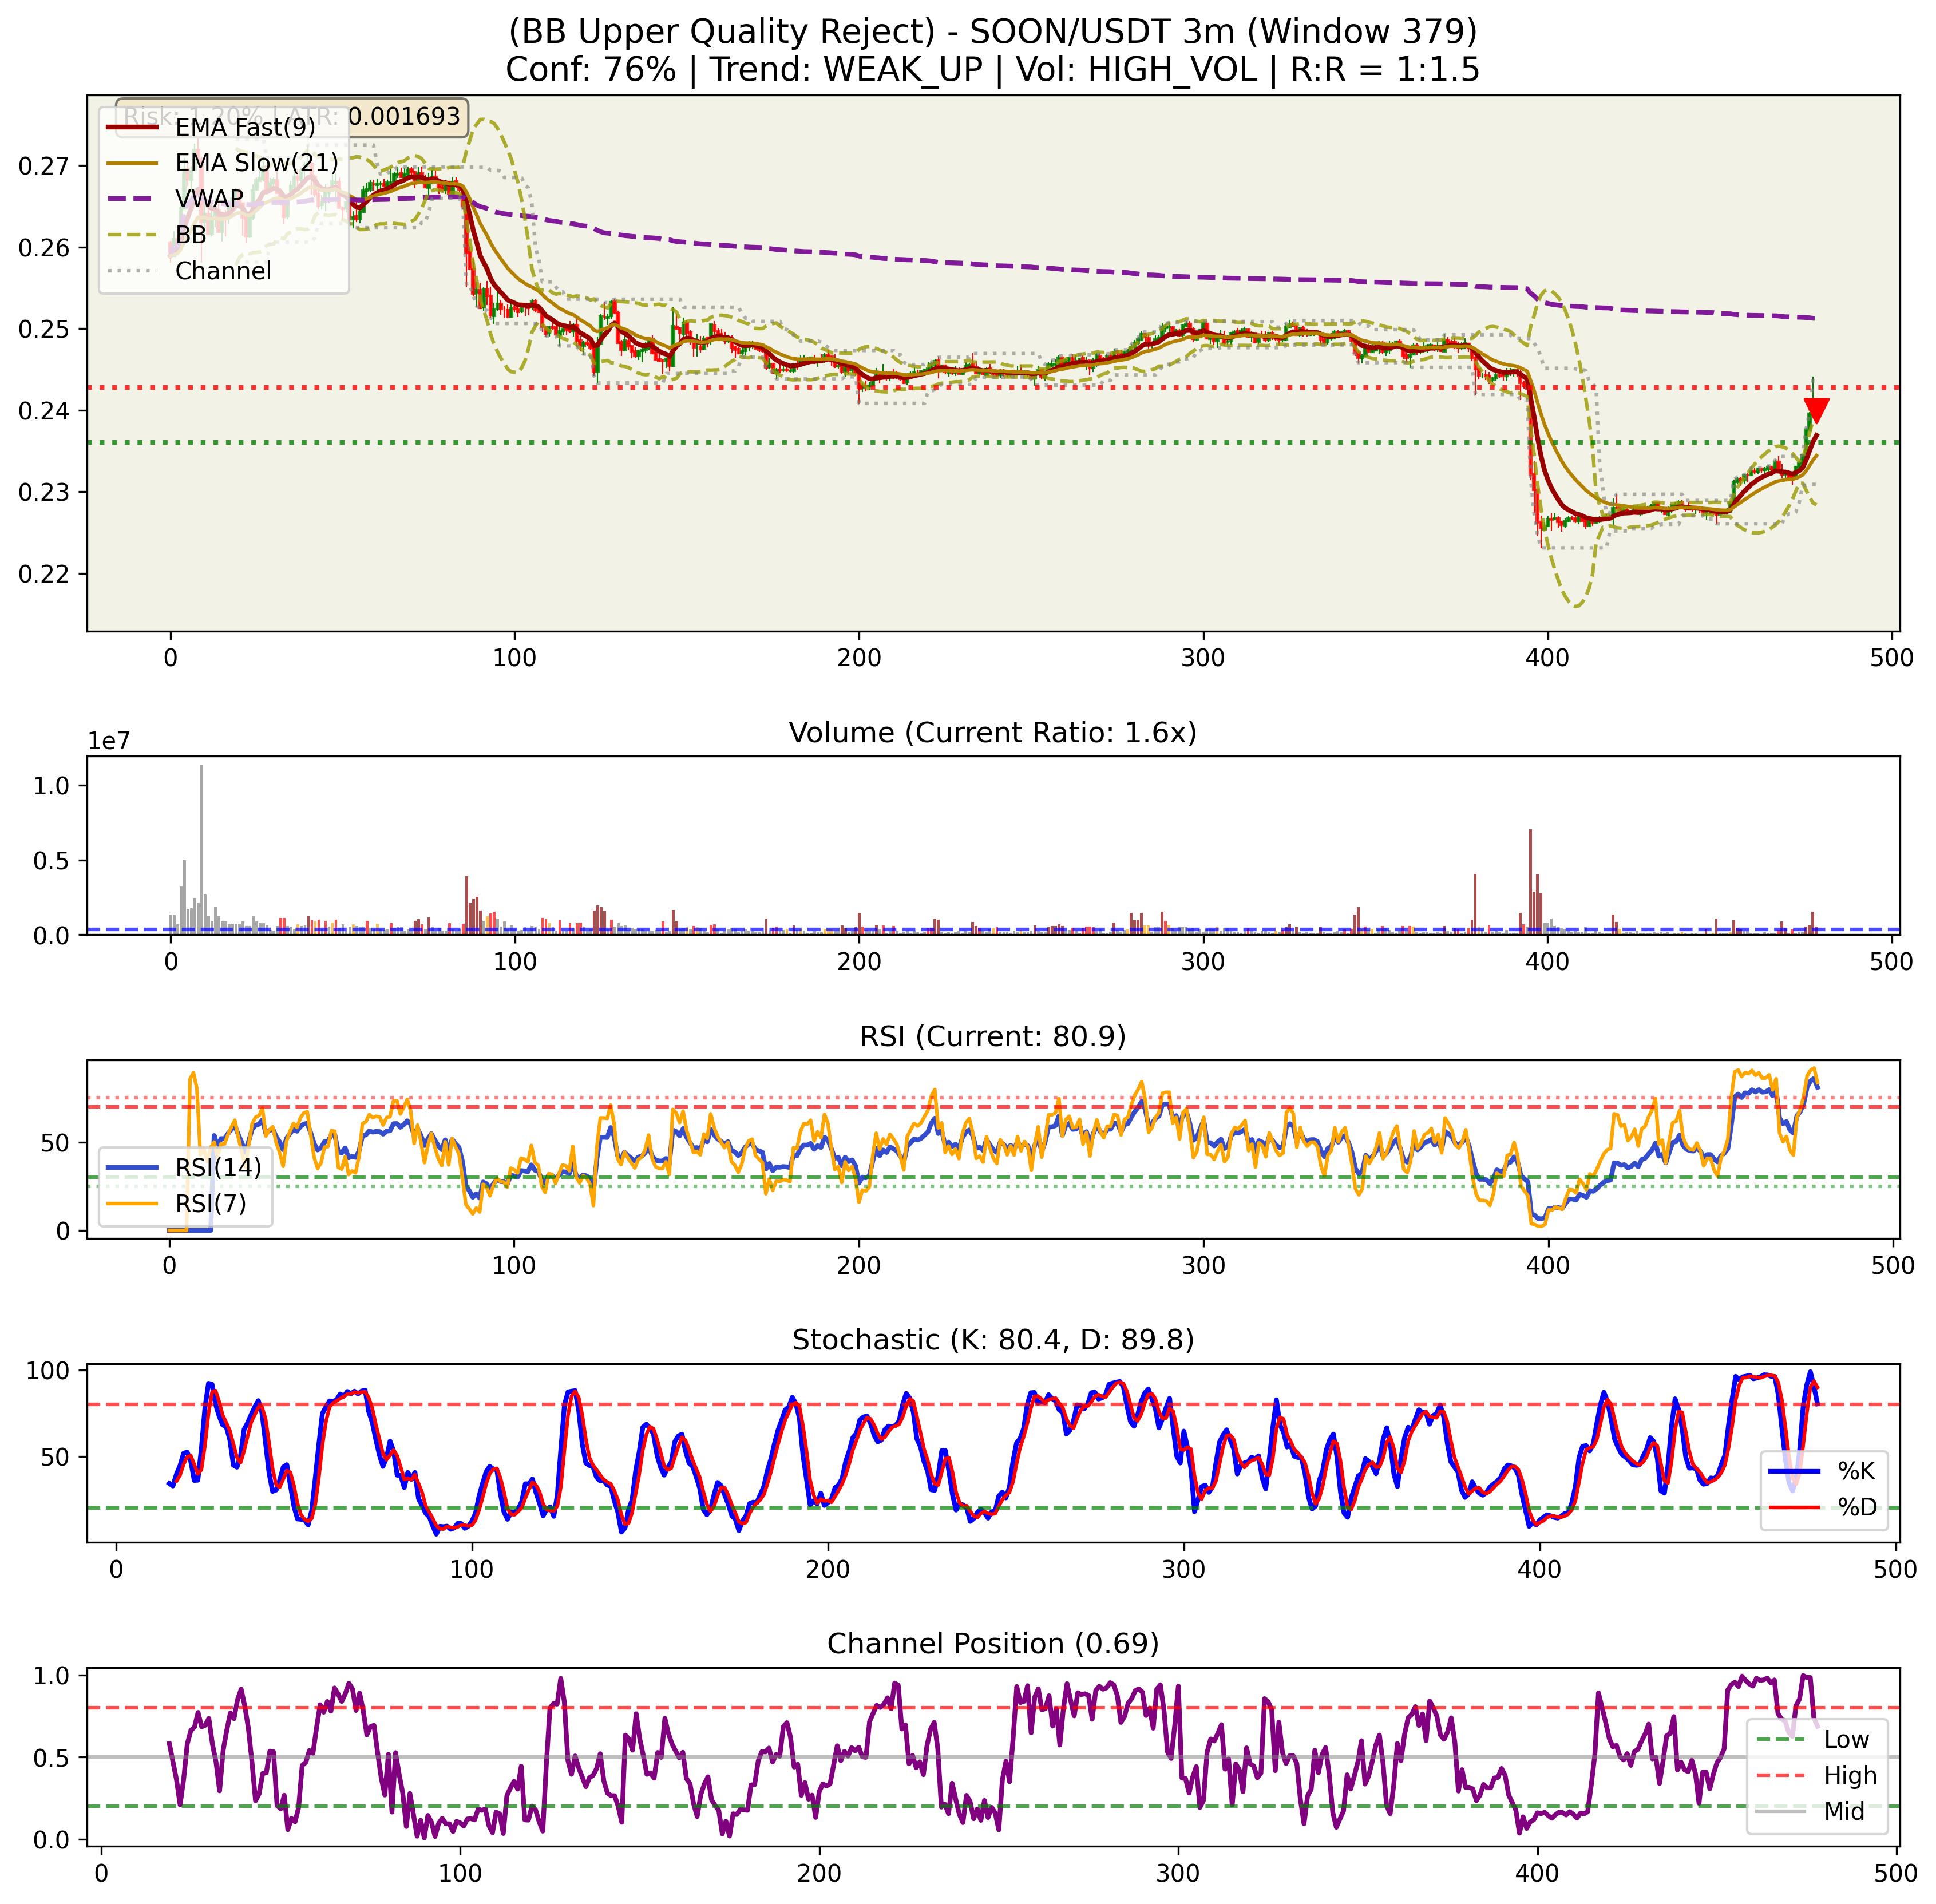 (BB Upper Quality Reject) - SOON/USDT 3m (Window 379)
Conf: 76% | Trend: WEAK_UP | Vol: HIGH_VOL | R:R = 1:1.5
Risk: 1.20% | ATR: 0.001693
EMA Fast(9)
EMA Slow(21)
VWAP
BB
Channel
0.27
0.26
0.25
0.24
0.23
0.22
0 100 200 300 400 500
Volume (Current Ratio: 1.6x)
1e7
1.0
0.5
0.0
0 100 200 300 400 500
RSI (Current: 80.9)
50
0
RSI(14)
RSI(7)
0 100 200 300 400 500
Stochastic (K: 80.4, D: 89.8)
100
50
%K
%D
0 100 200 300 400 500
Channel Position (0.69)
1.0
0.5
0.0
Low
High
Mid
0 100 200 300 400 500